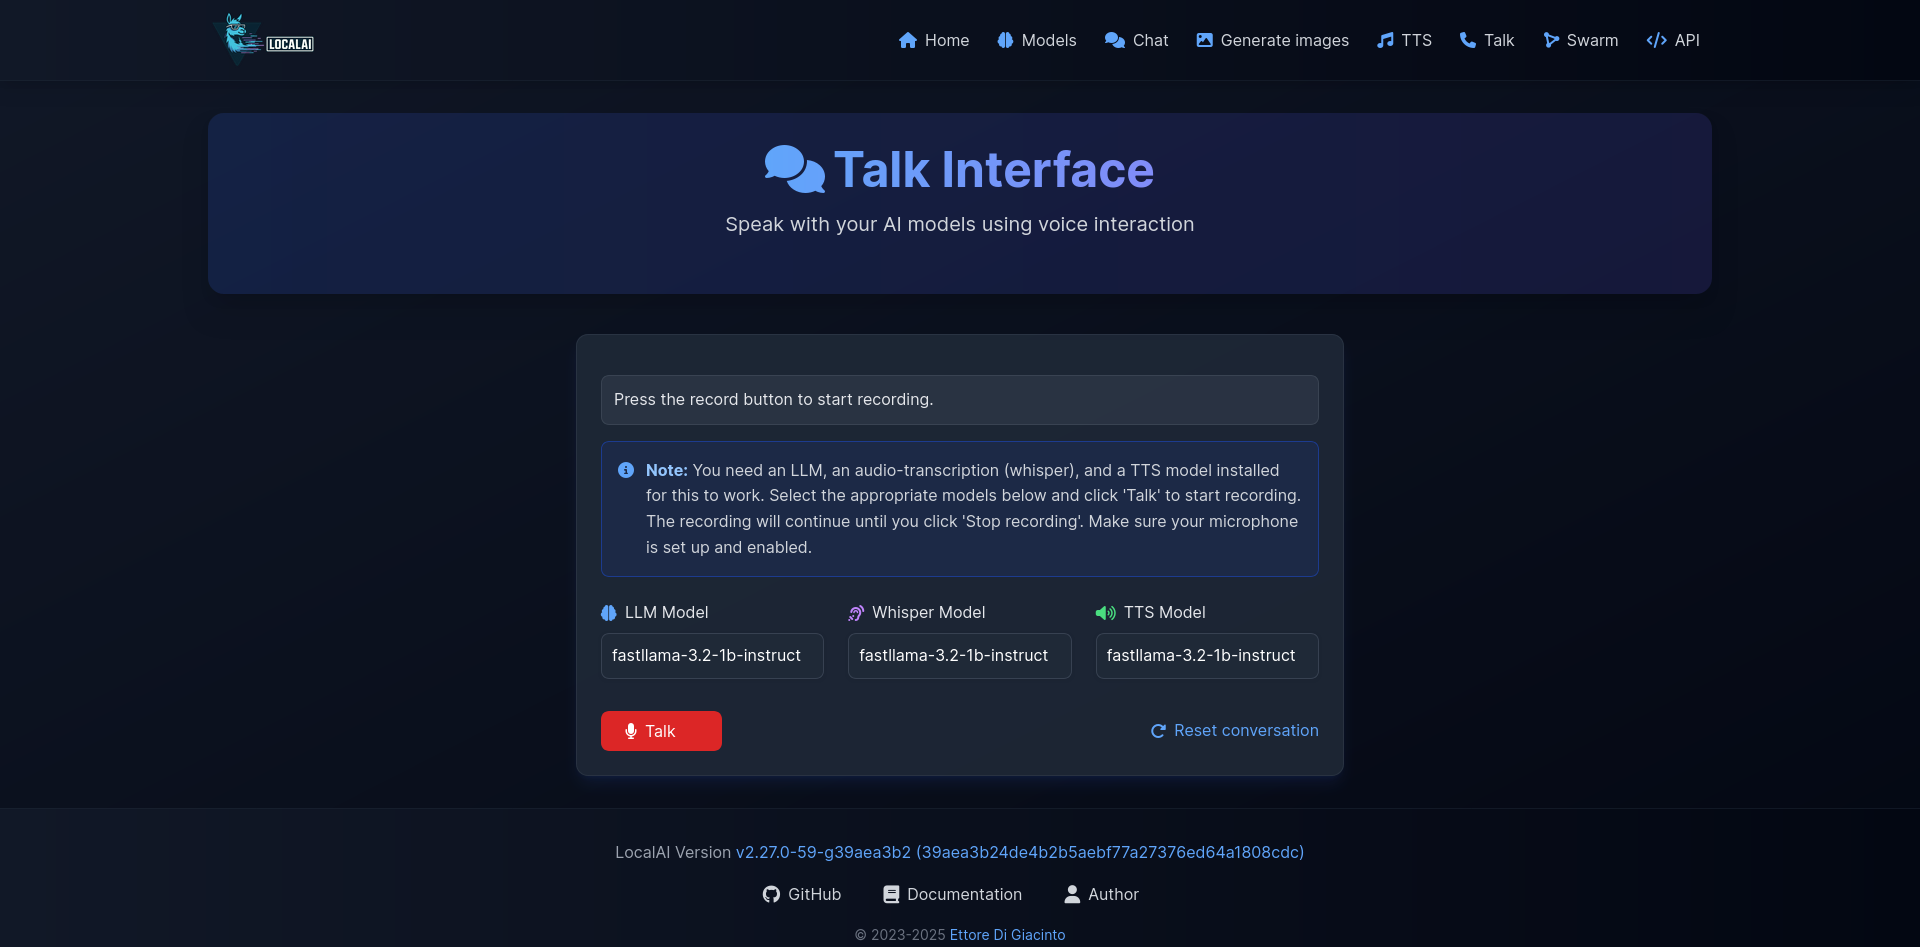 LOCALAI
Home Models Chat Generate images TTS Talk Swarm API
Talk Interface
Speak with your AI models using voice interaction
Press the record button to start recording.
Note: You need an LLM, an audio-transcription (whisper), and a TTS model installed
for this to work. Select the appropriate models below and click 'Talk' to start recording.
The recording will continue until you click 'Stop recording'. Make sure your microphone
is set up and enabled.
LLM Model Whisper Model TTS Model
fastllama-3.2-1b-instruct fastllama-3.2-1b-instruct fastllama-3.2-1b-instruct
Talk Reset conversation
LocalAI Version v2.27.0-59-g39aea3b2 (39aea3b24de4b2b5aebf77a27376ed64a1808cdc)
GitHub Documentation Author
© 2023-2025 Ettore Di Giacinto